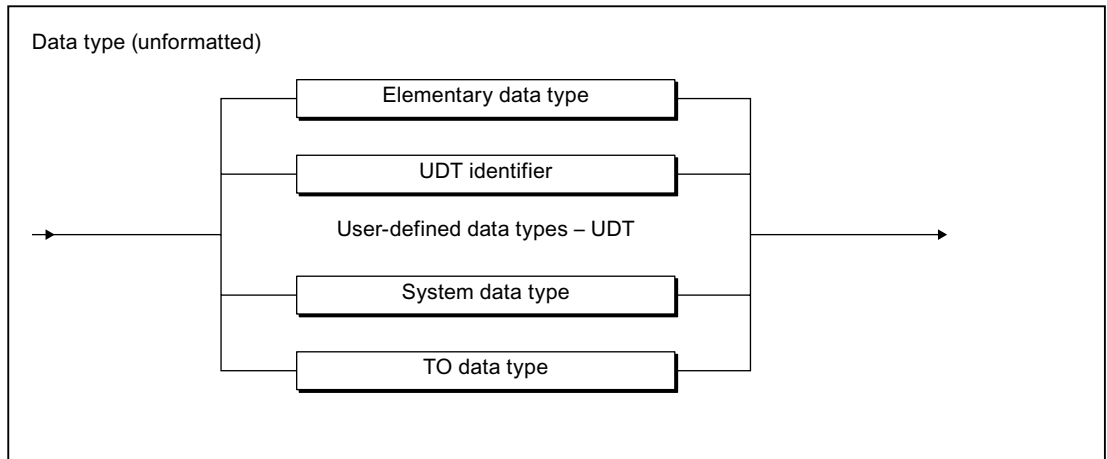 Data type (unformatted)
Elementary data type
UDT identifier
User-defined data types – UDT
System data type
TO data type